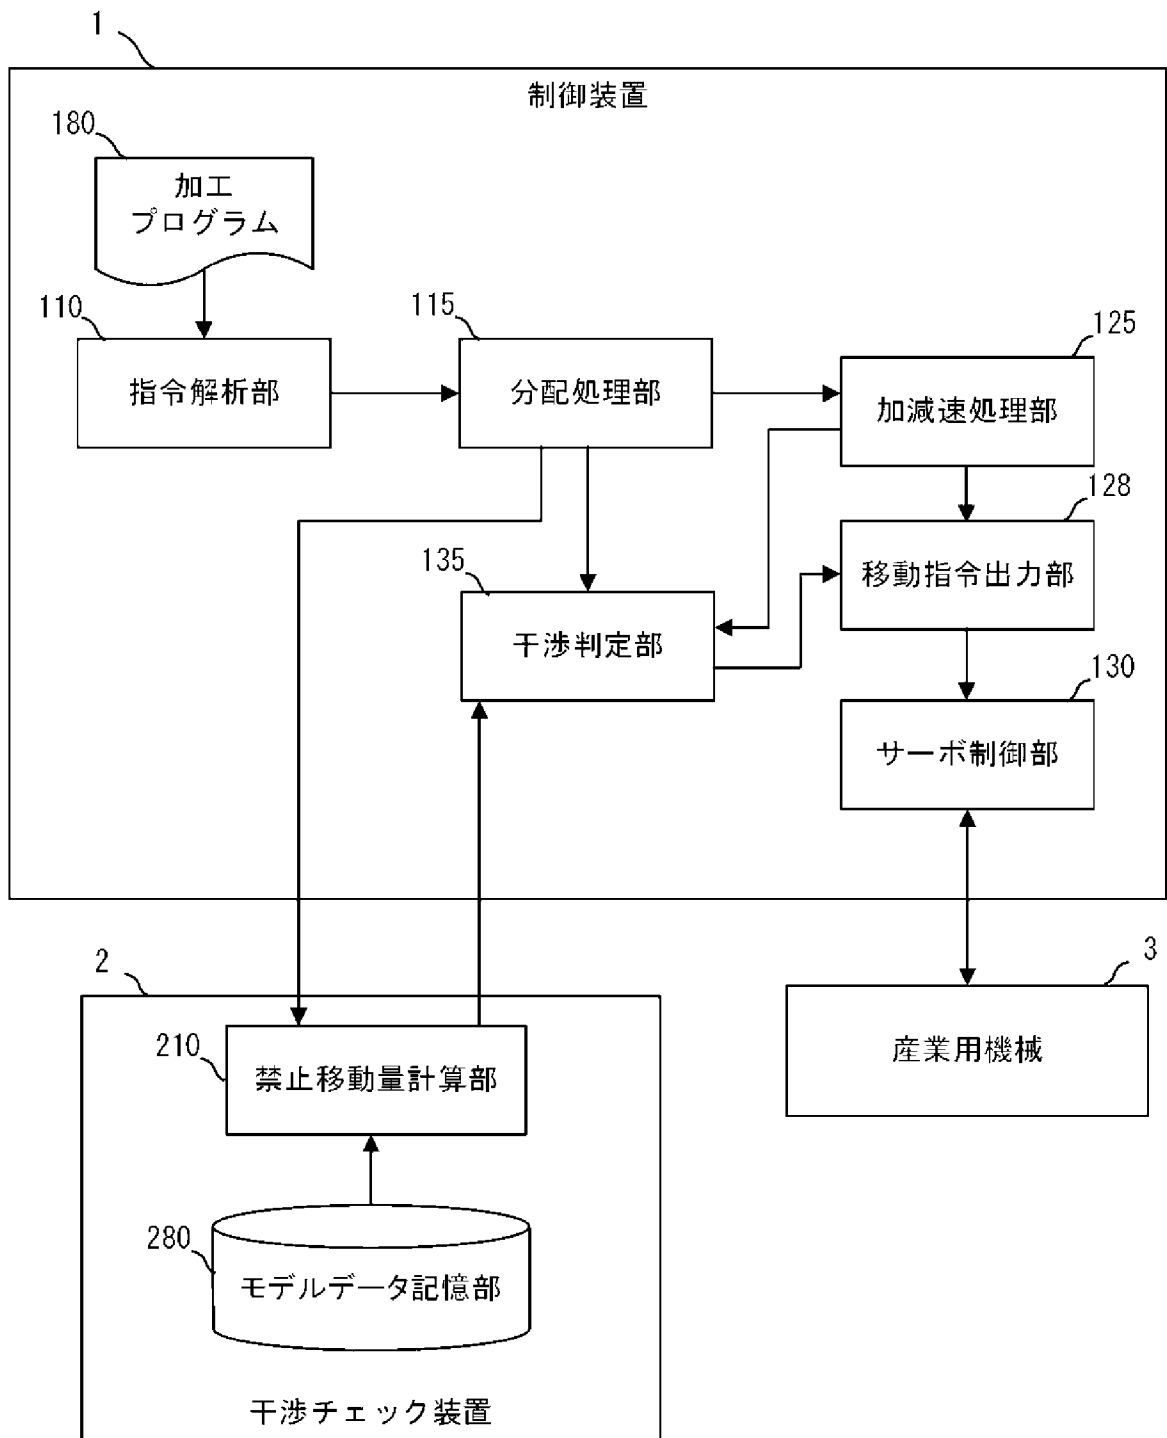 1
制御装置
180
加工
プログラム
110
指令解析部
115
分配処理部
125
加減速処理部
128
移動指令出力部
135
干渉判定部
130
サーボ制御部
2
3
産業用機械
210
禁止移動量計算部
280
モデルデータ記憶部
干渉チェック装置